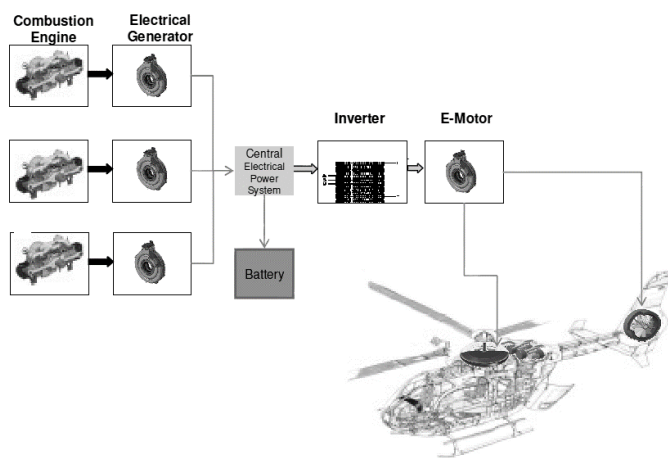 Combustion
Engine
Electrical
Generator
Inverter
E-Motor
Central
Electrical
Power
System
Battery